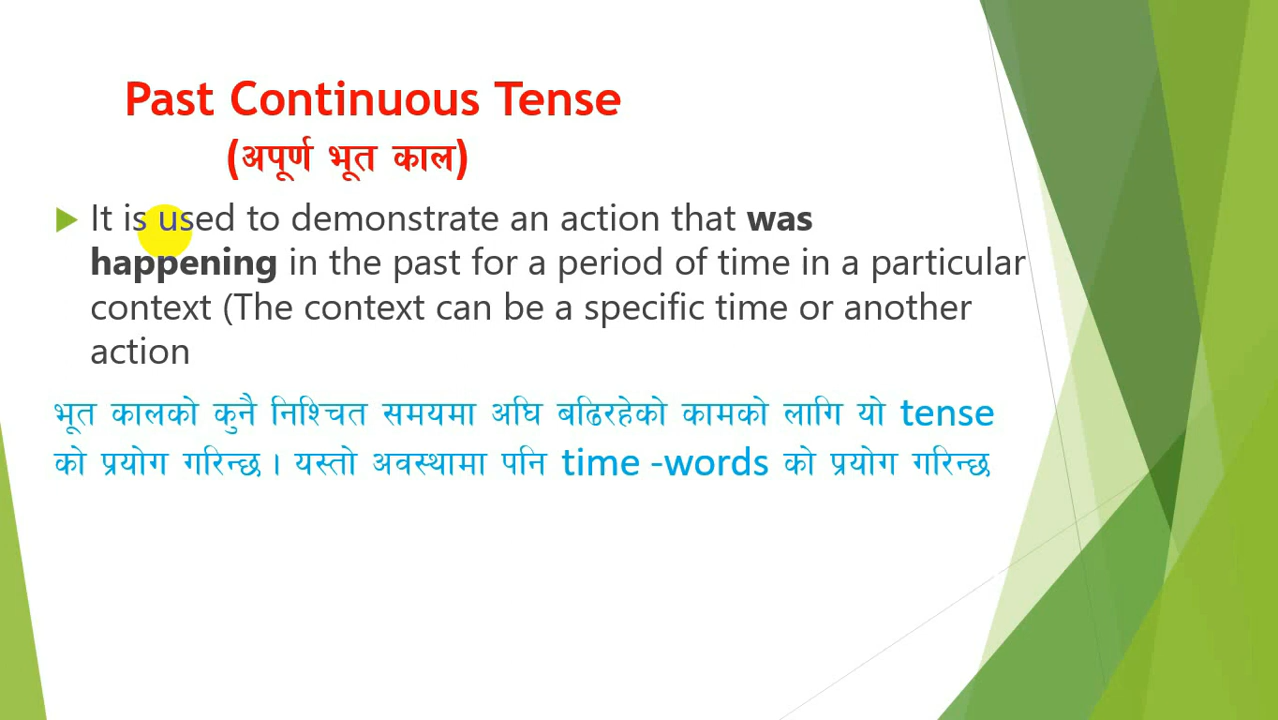 Past Continuous Tense
(अपूर्ण भूत काल)
It is used to demonstrate an action that was
happening in the past for a period of time in a particular
context (The context can be a specific time or another
action
भूत कालको कुनै निश्चित समयमा अघि बढिरहेको कामको लागि यो tense
को प्रयोग गरिन्छ । यस्तो अवस्थामा पनि time -words को प्रयोग गरिन्छ